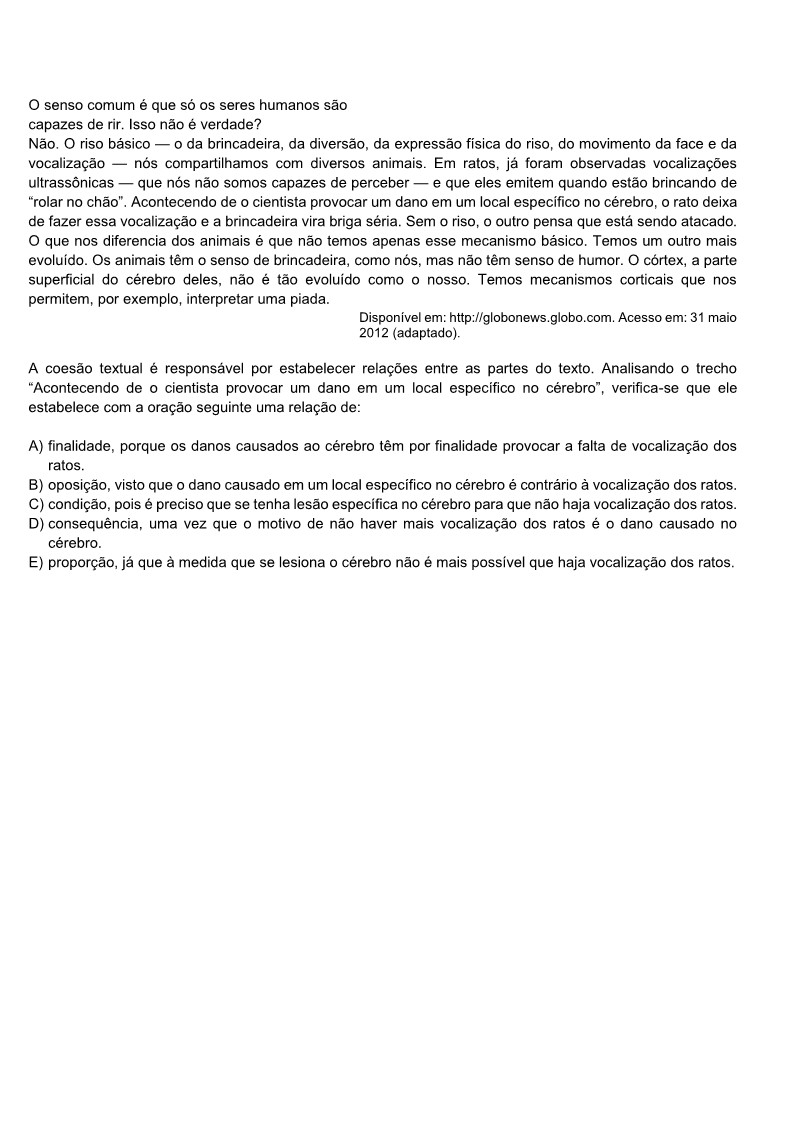 O senso comum é que só os seres humanos são
capazes de rir. Isso não é verdade?
Não. O riso básico — o da brincadeira, da diversão, da expressão física do riso, do movimento da face e da
vocalização — nós compartilhamos com diversos animais. Em ratos, já foram observadas vocalizações
ultrassônicas — que nós não somos capazes de perceber — e que eles emitem quando estão brincando de
“rolar no chão”. Acontecendo de o cientista provocar um dano em um local específico no cérebro, o rato deixa
de fazer essa vocalização e a brincadeira vira briga séria. Sem o riso, o outro pensa que está sendo atacado.
O que nos diferencia dos animais é que não temos apenas esse mecanismo básico. Temos um outro mais
evoluído. Os animais têm o senso de brincadeira, como nós, mas não têm senso de humor. O córtex, a parte
superficial do cérebro deles, não é tão evoluído como o nosso. Temos mecanismos corticais que nos
permitem, por exemplo, interpretar uma piada.
Disponível em: http://globonews.globo.com. Acesso em: 31 maio
2012 (adaptado).
A coesão textual é responsável por estabelecer relações entre as partes do texto. Analisando o trecho
“Acontecendo de o cientista provocar um dano em um local específico no cérebro”, verifica-se que ele
estabelece com a oração seguinte uma relação de:
A) finalidade, porque os danos causados ao cérebro têm por finalidade provocar a falta de vocalização dos
ratos.
B) oposição, visto que o dano causado em um local específico no cérebro é contrário à vocalização dos ratos.
C) condição, pois é preciso que se tenha lesão específica no cérebro para que não haja vocalização dos ratos.
D) consequência, uma vez que o motivo de não haver mais vocalização dos ratos é o dano causado no
cérebro.
E) proporção, já que à medida que se lesiona o cérebro não é mais possível que haja vocalização dos ratos.